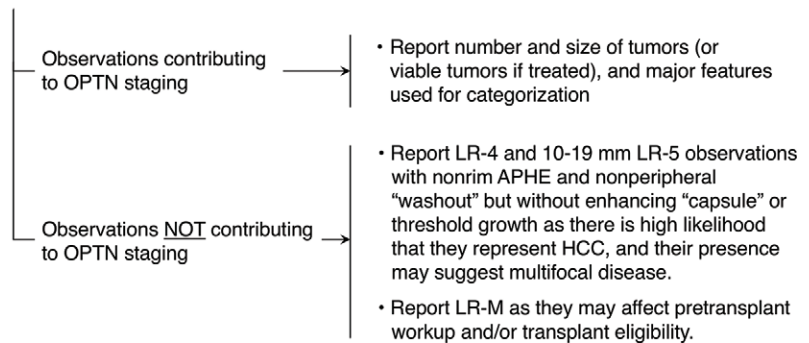 Observations contributing
to OPTN staging
• Report number and size of tumors (or
viable tumors if treated), and major features
used for categorization
Observations NOT contributing
to OPTN staging
• Report LR-4 and 10-19 mm LR-5 observations
with nonrim APHE and nonperipheral
“washout” but without enhancing “capsule” or
threshold growth as there is high likelihood
that they represent HCC, and their presence
may suggest multifocal disease.
• Report LR-M as they may affect pretransplant
workup and/or transplant eligibility.